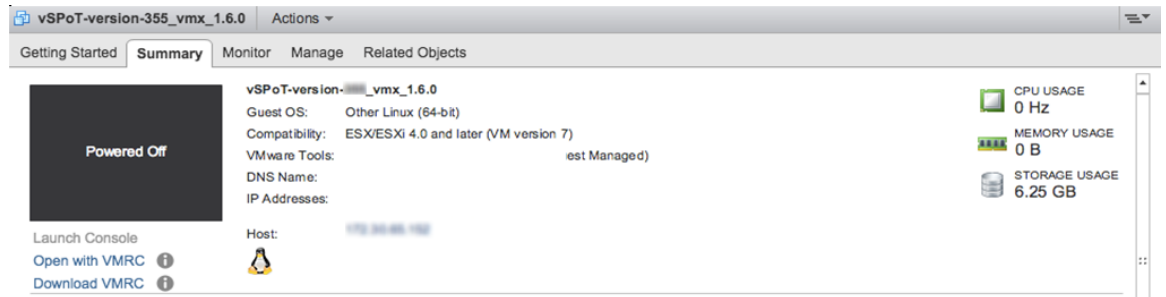 vSPoT-version-355_vmx_1.6.0 Actions
Getting Started Summary Monitor Manage Related Objects
Powered Off
Launch Console
Open with VMRC
Download VMRC
vSPoT-version- _vmx_1.6.0
Guest OS: Other Linux (64-bit)
Compatibility: ESX/ESXi 4.0 and later (VM version 7)
VMware Tools: est Managed)
DNS Name:
IP Addresses:
Host:
CPU USAGE
0 Hz
MEMORY USAGE
0 B
STORAGE USAGE
6.25 GB